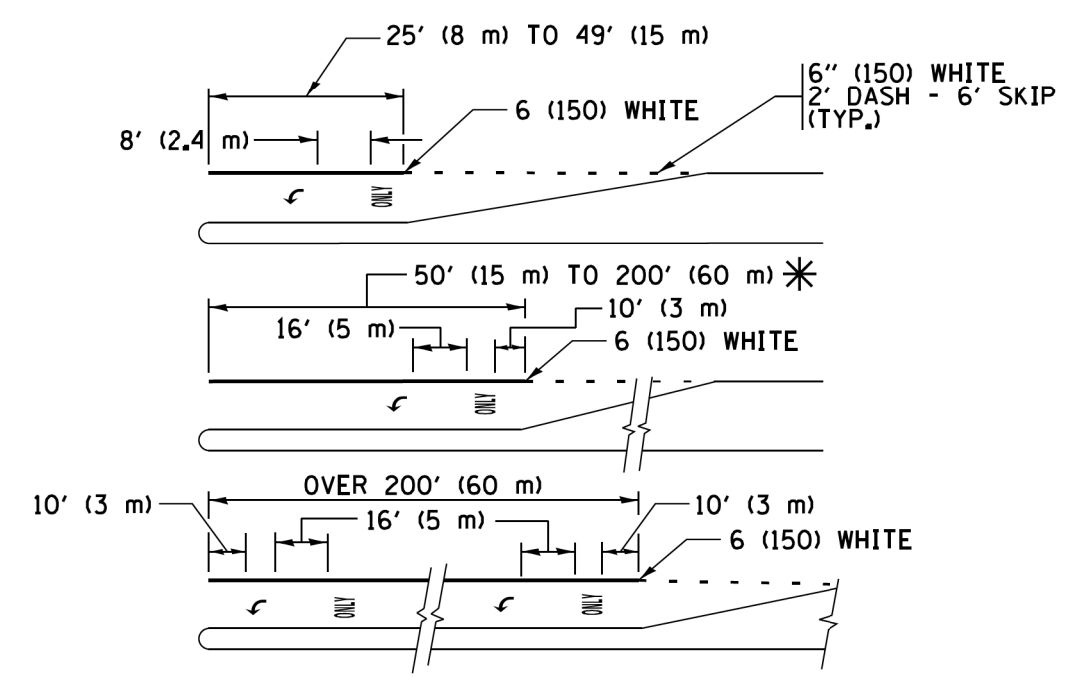 25' (8 m) TO 49' (15 m)
6" (150) WHITE
2' DASH - 6' SKIP
(TYP.)
6 (150) WHITE
8' (2.4 m)
ONLY
50' (15 m) TO 200' (60 m) *
10' (3 m)
16' (5 m)
6 (150) WHITE
ONLY
OVER 200' (60 m)
10' (3 m)
16' (5 m)
10' (3 m)
6 (150) WHITE
ONLY
ONLY